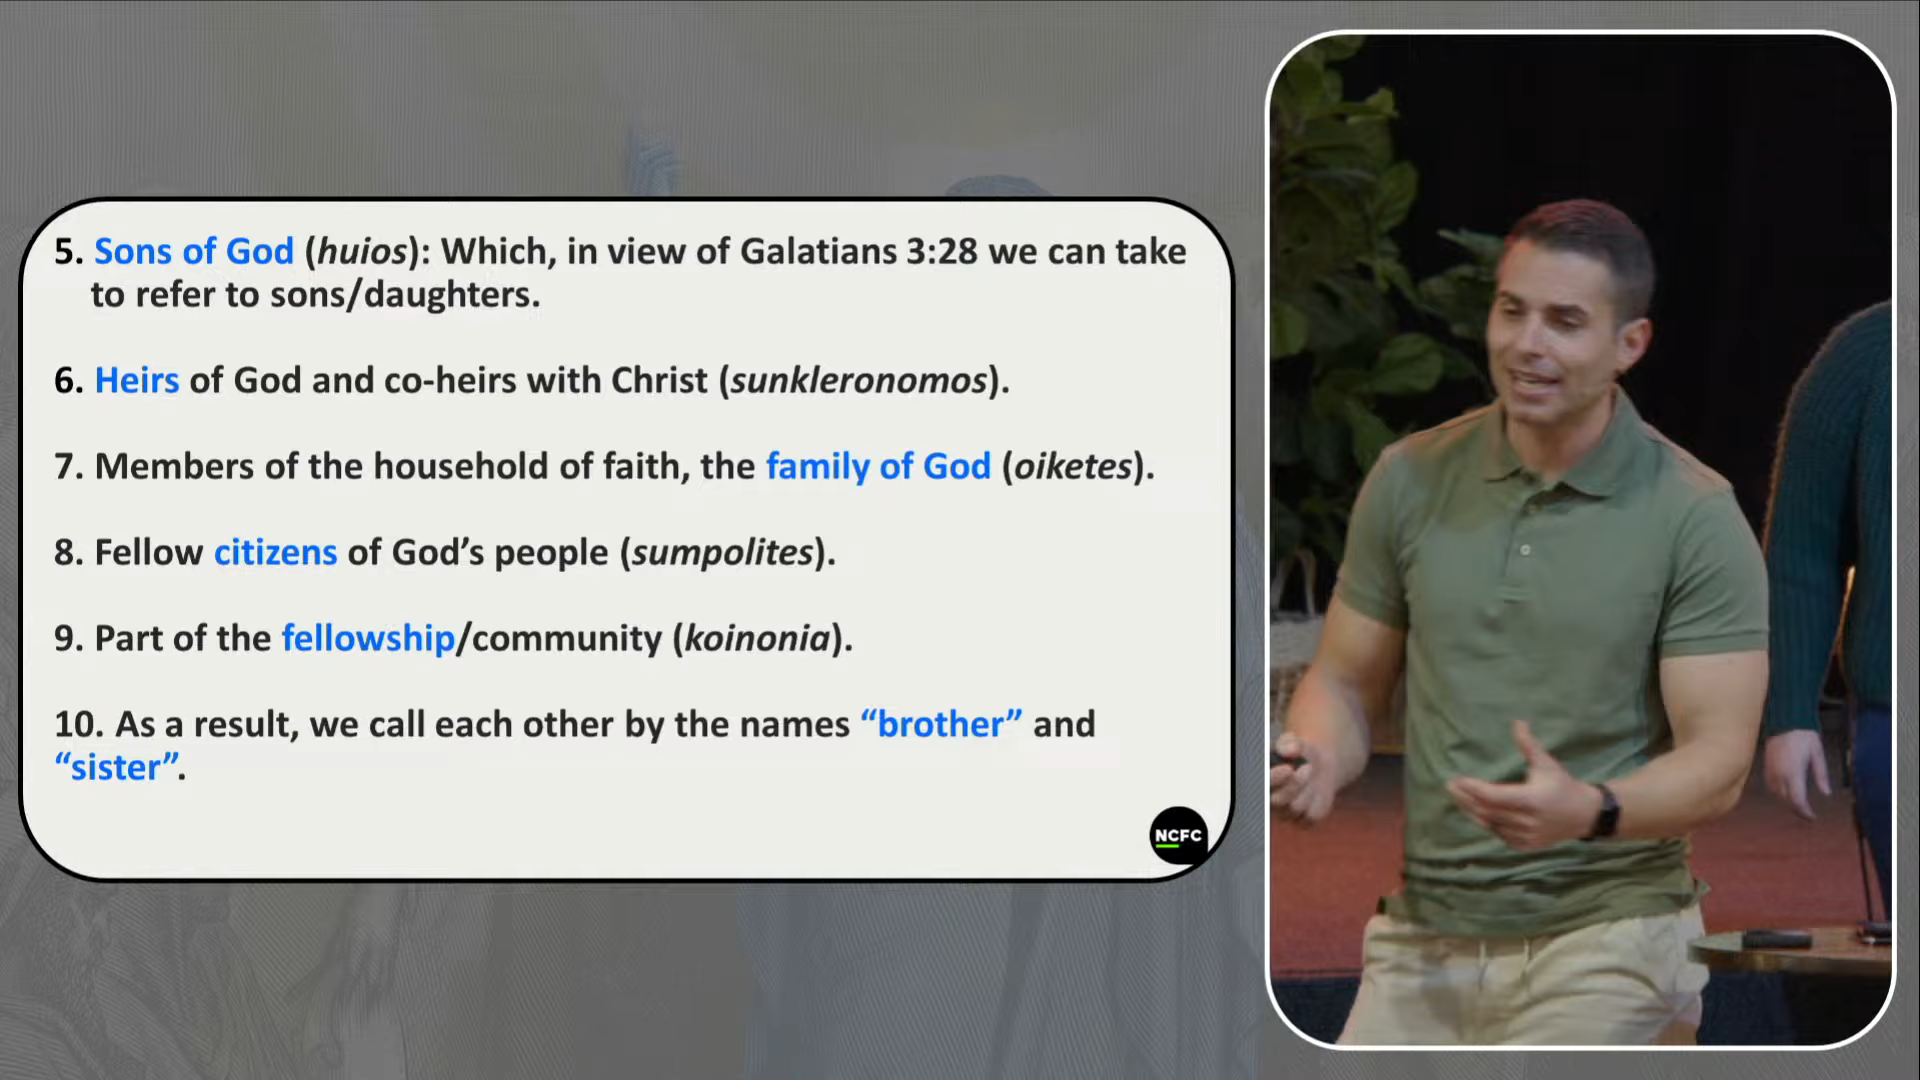 5. Sons of God (huios): Which, in view of Galatians 3:28 we can take
to refer to sons/daughters.
6. Heirs of God and co-heirs with Christ (sunkleronomos).
7. Members of the household of faith, the family of God (oiketes).
8. Fellow citizens of God’s people (sumpolites).
9. Part of the fellowship/community (koinonia).
10. As a result, we call each other by the names “brother” and
“sister”.
NCFC